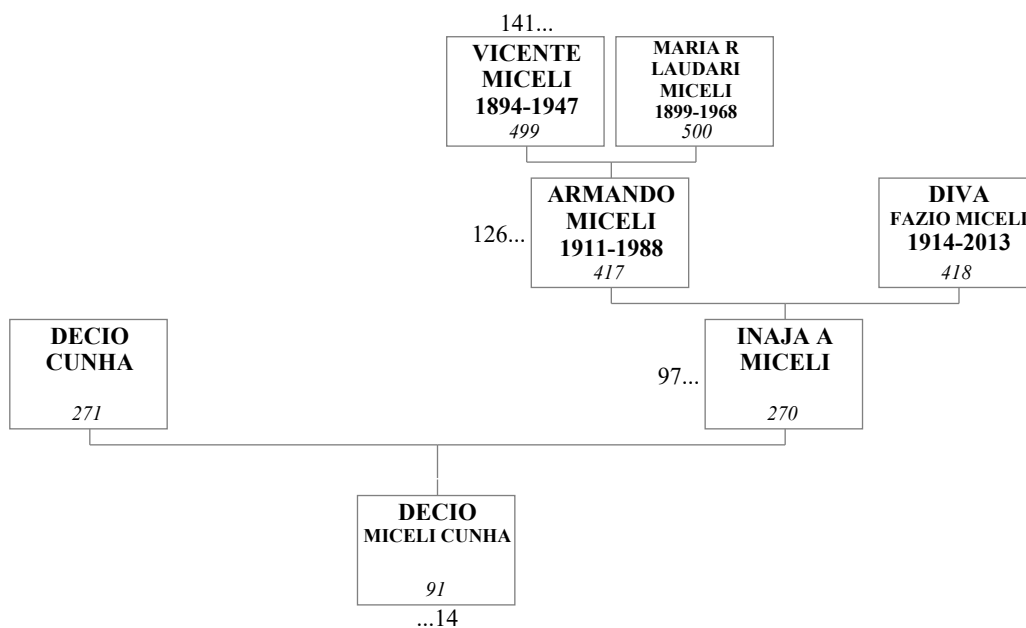 141...
VICENTE
MICELI
1894-1947
499
MARIA R
LAUDARI
MICELI
1899-1968
500
126...
ARMANDO
MICELI
1911-1988
417
DIVA
FAZIO MICELI
1914-2013
418
DECIO
CUNHA
271
97...
INAJA A
MICELI
270
DECIO
MICELI CUNHA
91
...14